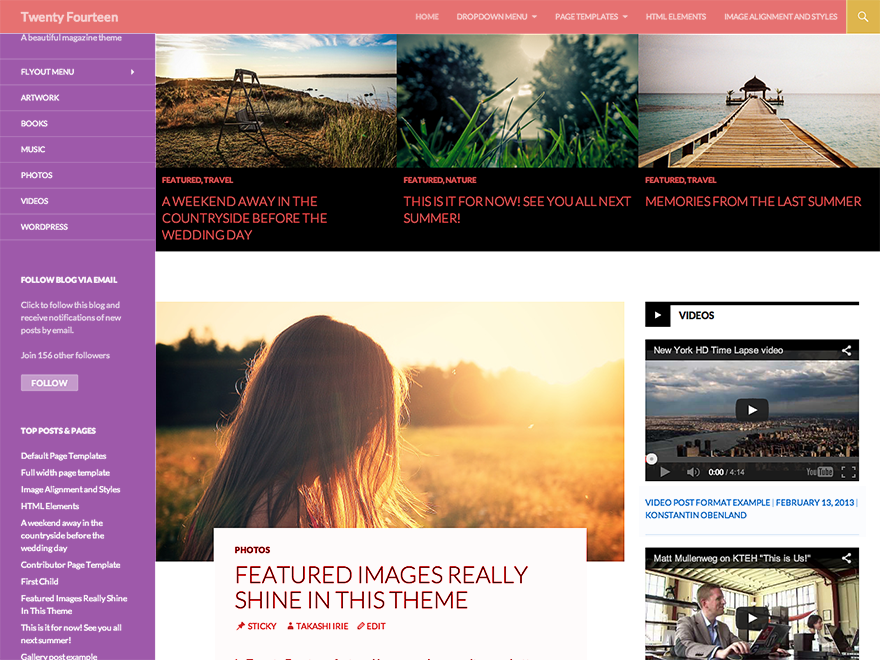 Twenty Fourteen
HOME
DROPDOWN MENU
PAGE TEMPLATES
HTML ELEMENTS
IMAGE ALIGNMENT AND STYLES
A beautiful magazine theme
FLYOUT MENU
ARTWORK
BOOKS
MUSIC
PHOTOS
VIDEOS
WORDPRESS
FOLLOW BLOG VIA EMAIL
Click to follow this blog and
receive notifications of new
posts by email.
Join 156 other followers
FOLLOW
TOP POSTS & PAGES
Default Page Templates
Full width page template
Image Alignment and Styles
HTML Elements
A weekend away in the
countryside before the
wedding day
Contributor Page Template
First Child
Featured Images Really Shine
In This Theme
This is it for now! See you all
next summer!
Gallery post example
FEATURED, TRAVEL
A WEEKEND AWAY IN THE
COUNTRYSIDE BEFORE THE
WEDDING DAY
FEATURED, NATURE
THIS IS IT FOR NOW! SEE YOU ALL NEXT
SUMMER!
FEATURED, TRAVEL
MEMORIES FROM THE LAST SUMMER
PHOTOS
FEATURED IMAGES REALLY
SHINE IN THIS THEME
STICKY TAKASHI IRIE EDIT
VIDEOS
New York HD Time Lapse video
0:00 / 4:14
YouTube
VIDEO POST FORMAT EXAMPLE | FEBRUARY 13, 2013 |
KONSTANTIN OBENLAND
Matt Mullenweg on KTEH "This is Us!"